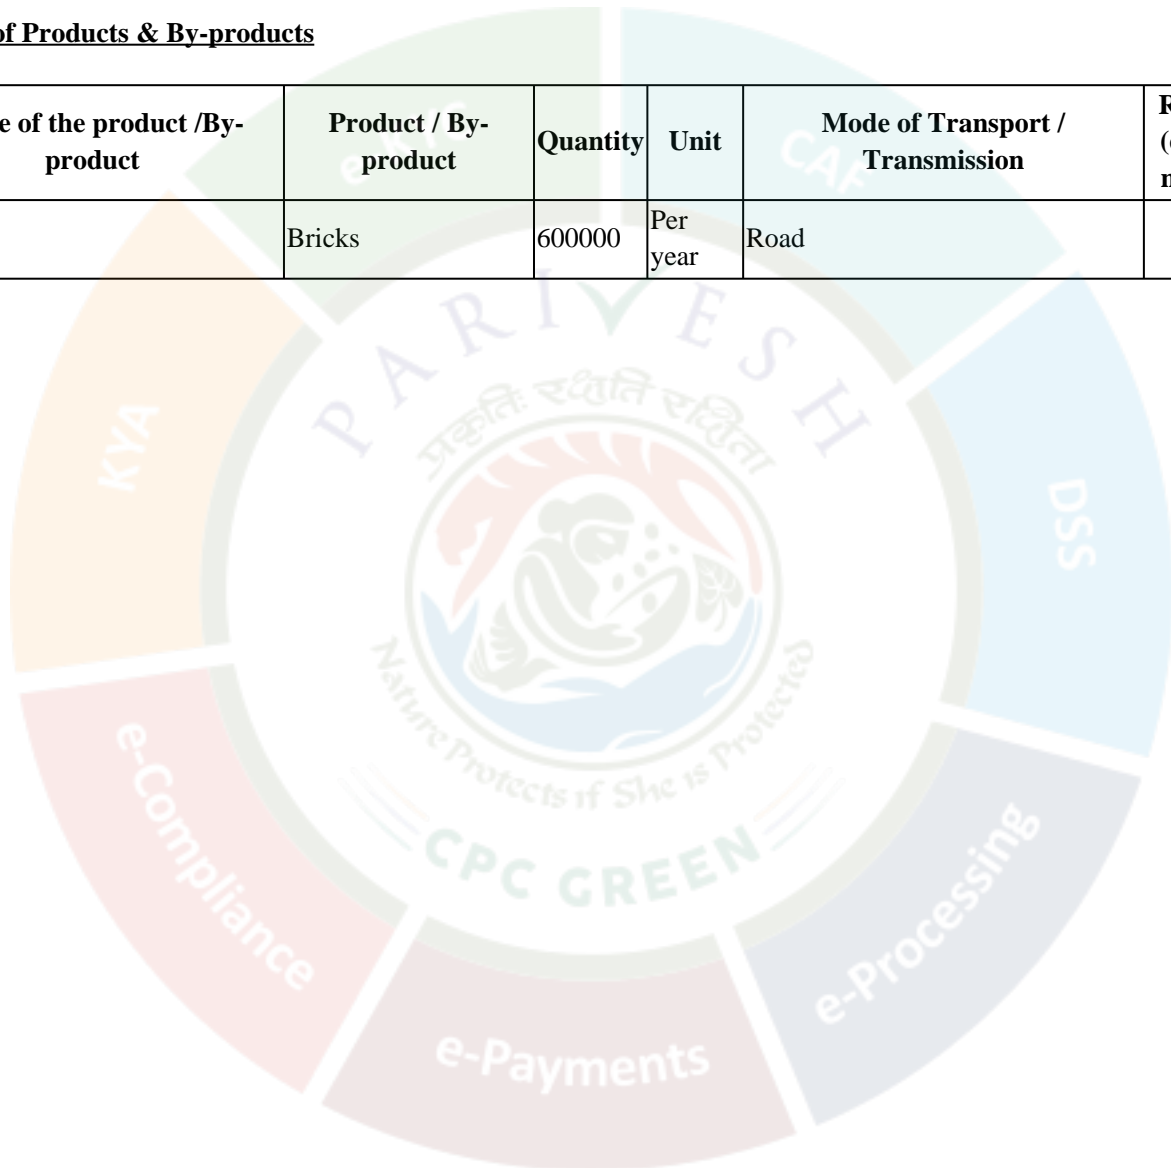 of Products & By-products
e of the product /By-
product
Product / By-
product
Quantity
Unit
Mode of Transport /
Transmission
R
(
n
Bricks
600000
Per
year
Road
e-KYC
CAF
KYA
DSS
PARIVESH
प्रकृतिः रक्षति रक्षिता
Nature Protects if She is Protected
CPC GREEN
e-Compliance
e-Processing
e-Payments